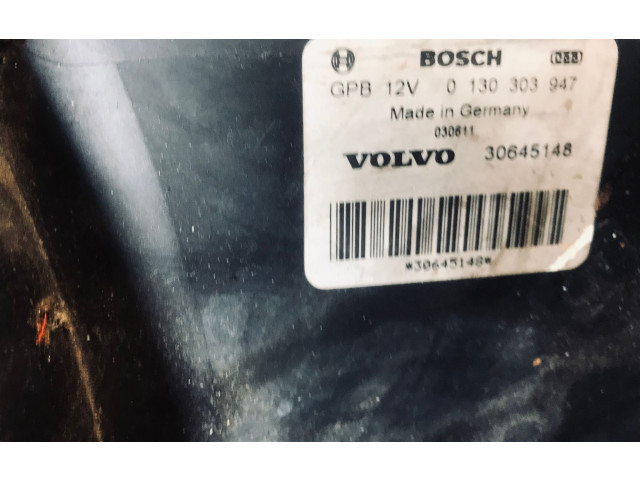 BOSCH
GPB 12V 0 130 303 947
Made in Germany
030611
VOLVO 30645148
*30645148*